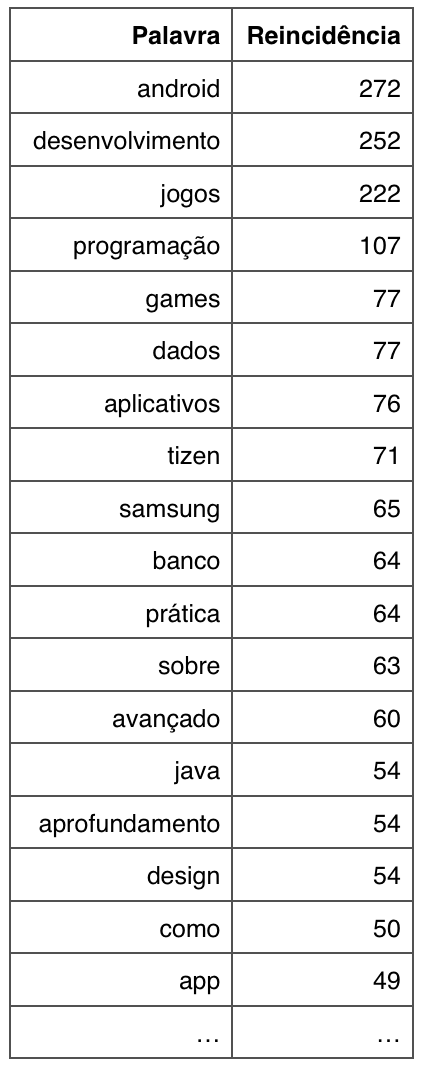 Palavra Reincidência
android 272
desenvolvimento 252
jogos 222
programação 107
games 77
dados 77
aplicativos 76
tizen 71
samsung 65
banco 64
prática 64
sobre 63
avançado 60
java 54
aprofundamento 54
design 54
como 50
app 49
… …